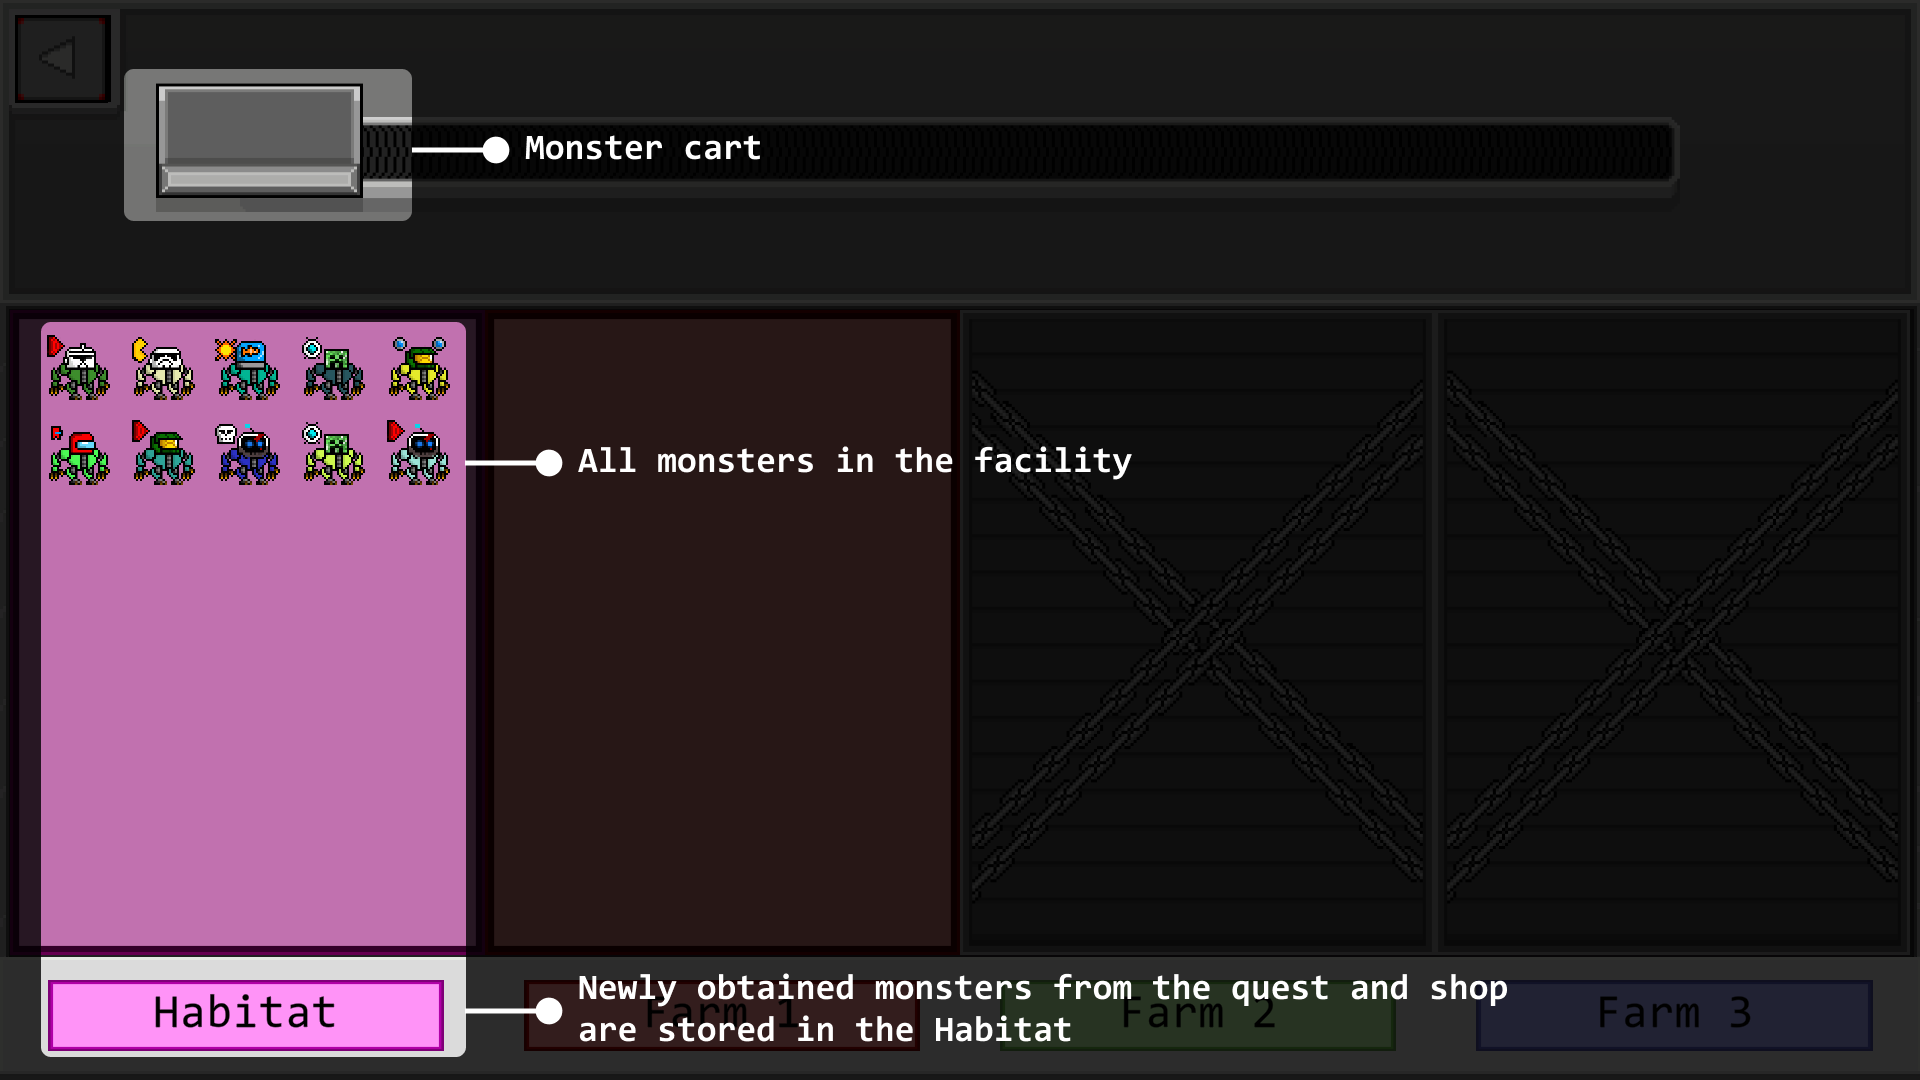 Monster cart
All monsters in the facility
Newly obtained monsters from the quest and shop
are stored in the Habitat
Habitat
Farm 1
Farm 2
Farm 3